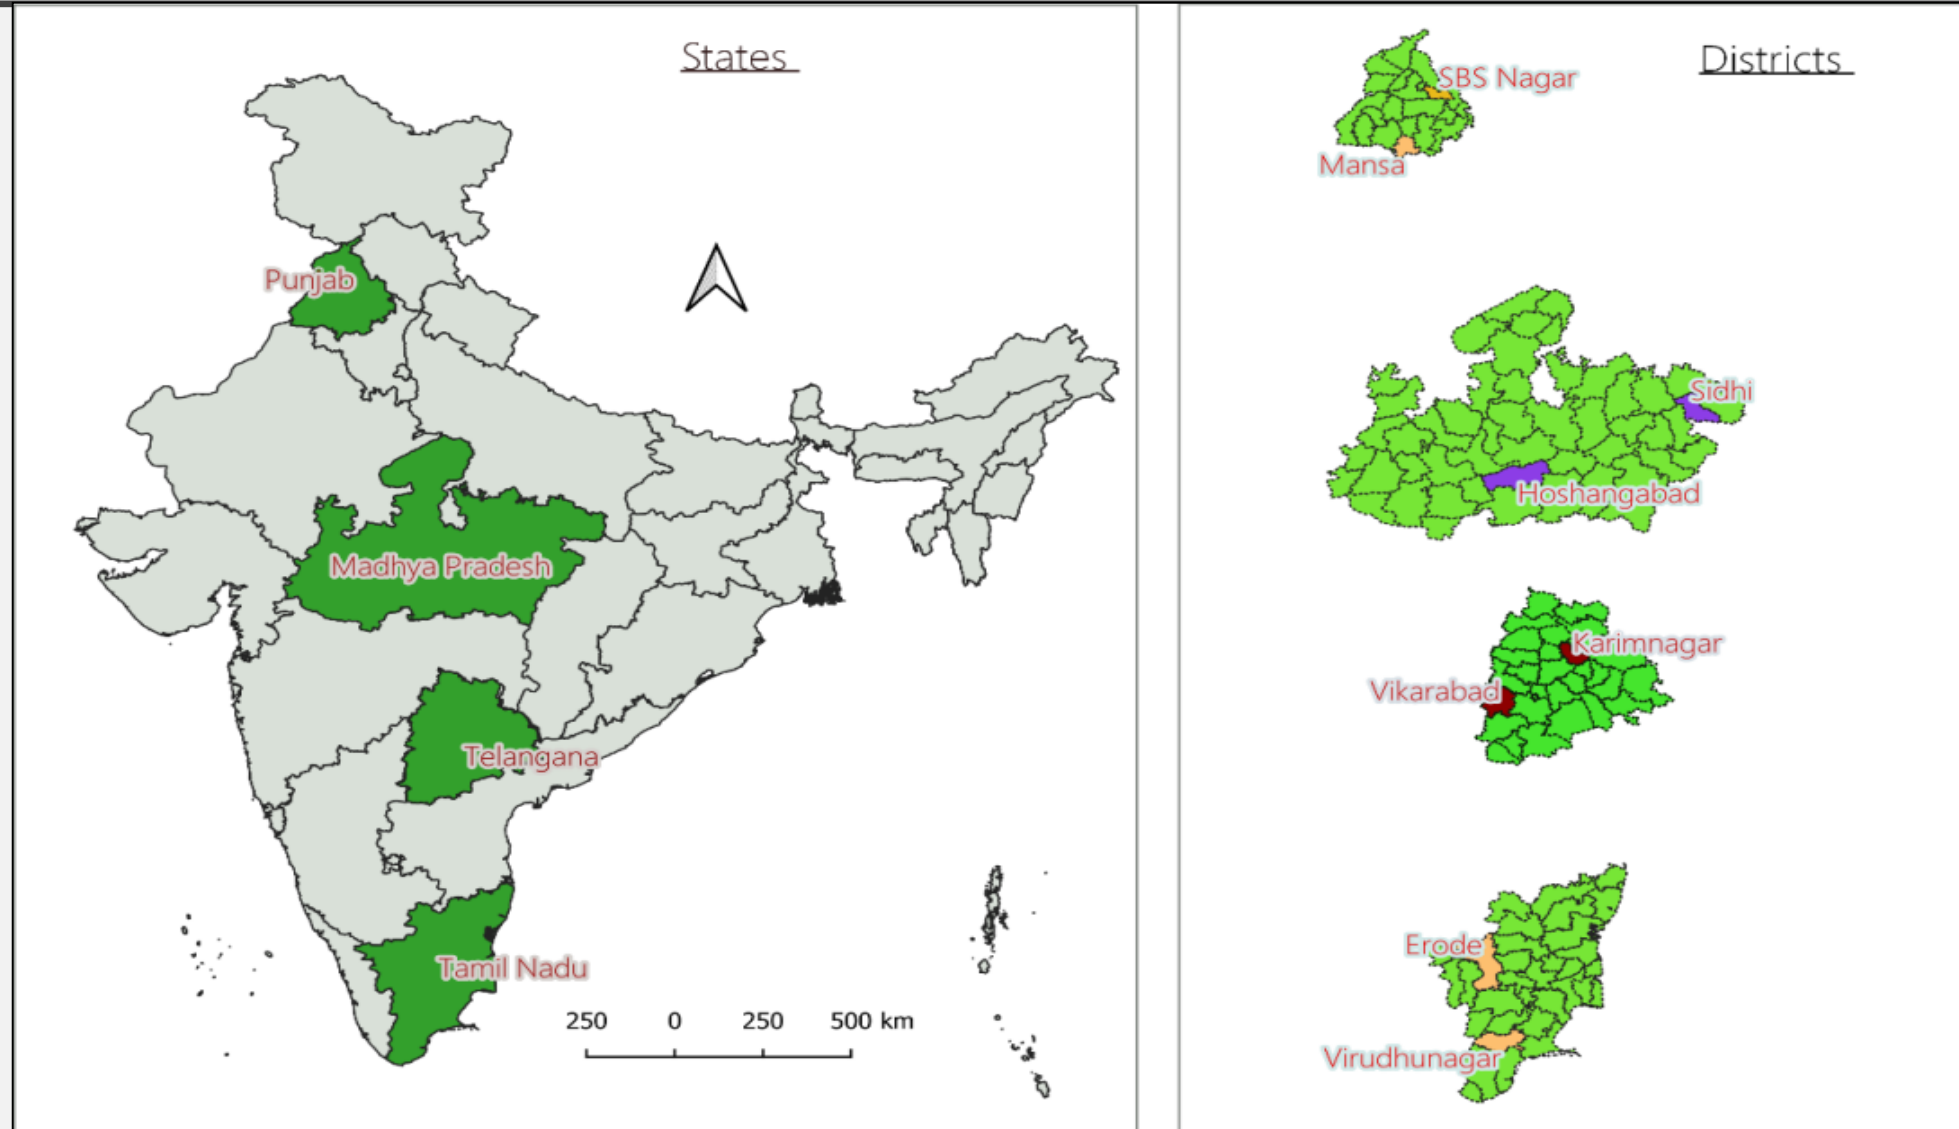 States
Punjab
Madhya Pradesh
Telangana
Tamil Nadu
250 0 250 500 km
Districts
SBS Nagar
Mansa
Sidhi
Hoshangabad
Karimnagar
Vikarabad
Erode
Virudhunagar